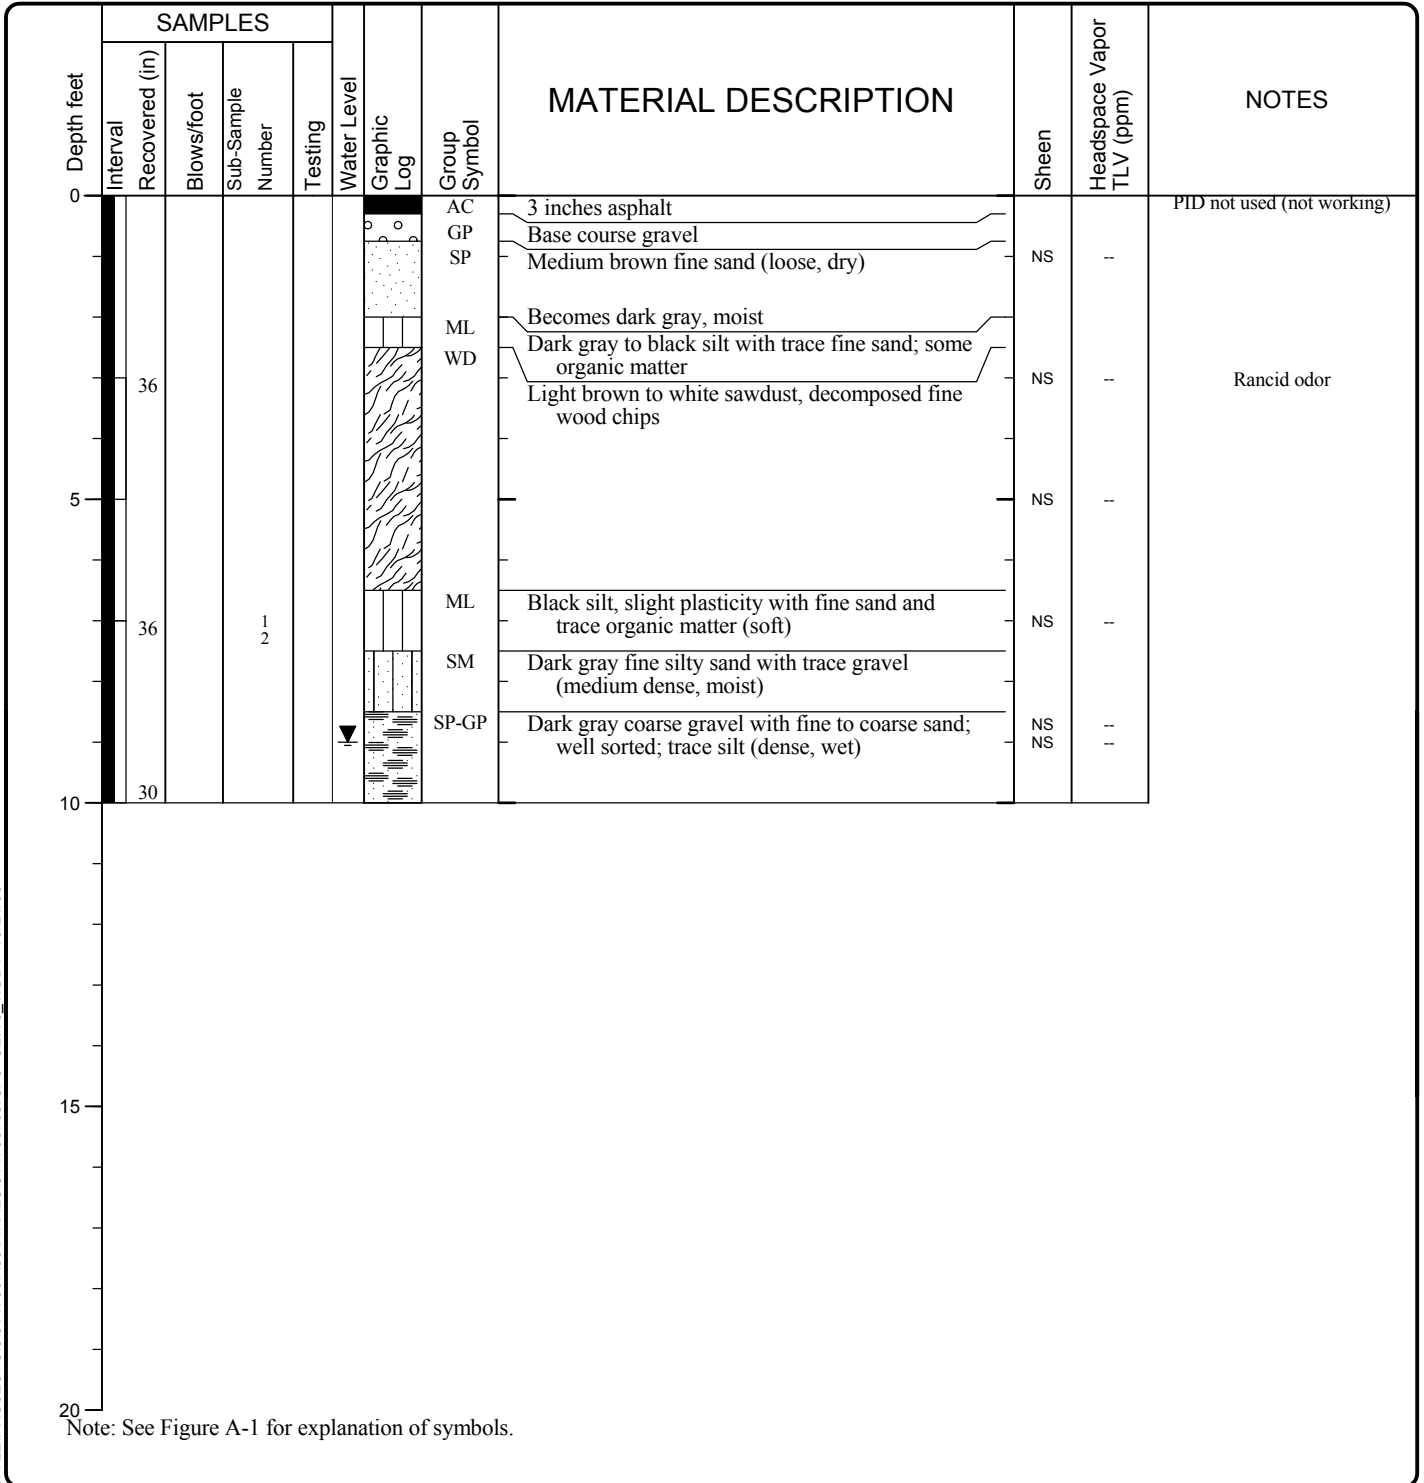 SAMPLES
Depth feet
Interval
Recovered (in)
Blows/foot
Sub-Sample
Number
Testing
Water Level
Graphic
Log
Group
Symbol
MATERIAL DESCRIPTION
Sheen
Headspace Vapor
TLV (ppm)
NOTES
0
AC
3 inches asphalt
PID not used (not working)
GP
Base course gravel
SP
Medium brown fine sand (loose, dry)
NS
--
Becomes dark gray, moist
ML
Dark gray to black silt with trace fine sand; some
organic matter
WD
36
Light brown to white sawdust, decomposed fine
wood chips
NS
--
Rancid odor
5
NS
--
ML
Black silt, slight plasticity with fine sand and
trace organic matter (soft)
36
1
2
NS
--
SM
Dark gray fine silty sand with trace gravel
(medium dense, moist)
SP-GP
Dark gray coarse gravel with fine to coarse sand;
well sorted; trace silt (dense, wet)
NS
--
NS
--
30
10
15
20
Note: See Figure A-1 for explanation of symbols.